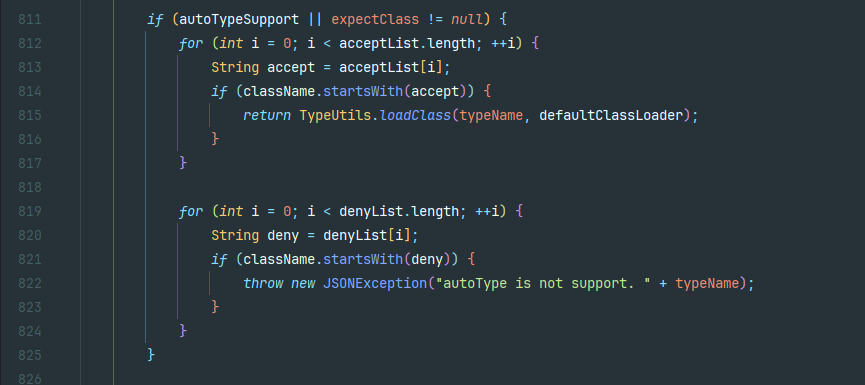 811 if (autoTypeSupport || expectClass != null) {
812 for (int i = 0; i < acceptList.length; ++i) {
813 String accept = acceptList[i];
814 if (className.startsWith(accept)) {
815 return TypeUtils.loadClass(typeName, defaultClassLoader);
816 }
817 }
818
819 for (int i = 0; i < denyList.length; ++i) {
820 String deny = denyList[i];
821 if (className.startsWith(deny)) {
822 throw new JSONException("autoType is not support. " + typeName);
823 }
824 }
825 }
826